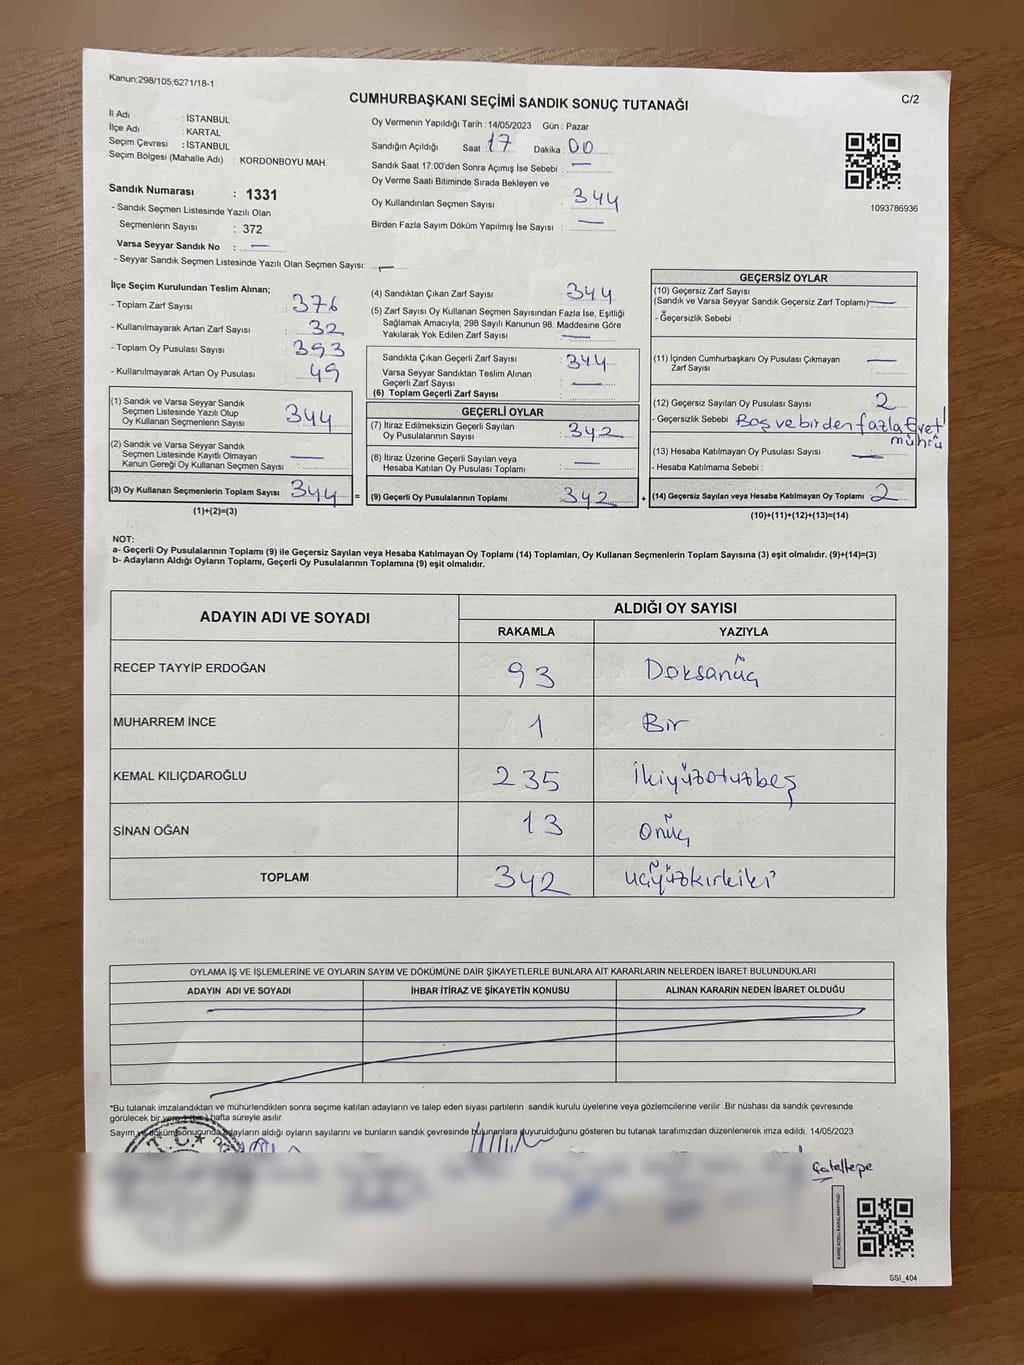 Kanun:298/105;6271/18-1
CUMHURBAŞKANI SEÇİMİ SANDIK SONUÇ TUTANAĞI
C/2
İl Adı : İSTANBUL
İlçe Adı : KARTAL
Seçim Çevresi : İSTANBUL
Seçim Bölgesi (Mahalle Adı) : KORDONBOYU MAH.
Sandık Numarası : 1331
- Sandık Seçmen Listesinde Yazılı Olan
Seçmenlerin Sayısı : 372
Varsa Seyyar Sandık No : —
- Seyyar Sandık Seçmen Listesinde Yazılı Olan Seçmen Sayısı: —
Oy Vermenin Yapıldığı Tarih : 14/05/2023 Gün : Pazar
Sandığın Açıldığı Saat : 17 Dakika : 00
Sandık Saat 17:00'den Sonra Açımış İse Sebebi : —
Oy Verme Saati Bitiminde Sırada Bekleyen ve
Oy Kullandırılan Seçmen Sayısı : 344
Birden Fazla Sayım Döküm Yapılmış İse Sayısı : —
1093786936
İlçe Seçim Kurulundan Teslim Alınan;
- Toplam Zarf Sayısı : 376
- Kullanılmayarak Artan Zarf Sayısı : 32
- Toplam Oy Pusulası Sayısı : 393
- Kullanılmayarak Artan Oy Pusulası : 49
(1) Sandık ve Varsa Seyyar Sandık
Seçmen Listesinde Yazılı Olup
Oy Kullanan Seçmenlerin Sayısı : 344
(2) Sandık ve Varsa Seyyar Sandık
Seçmen Listesinde Kayıtlı Olmayan
Kanun Gereği Oy Kullanan Seçmen Sayısı : —
(3) Oy Kullanan Seçmenlerin Toplam Sayısı 344 =
(1)+(2)=(3)
(4) Sandıktan Çıkan Zarf Sayısı : 344
(5) Zarf Sayısı Oy Kullanan Seçmen Sayısından Fazla İse, Eşitliği
Sağlamak Amacıyla, 298 Sayılı Kanunun 98. Maddesine Göre
Yakılarak Yok Edilen Zarf Sayısı : —
Sandıkta Çıkan Geçerli Zarf Sayısı : 344
Varsa Seyyar Sandıktan Teslim Alınan
Geçerli Zarf Sayısı : —
(6) Toplam Geçerli Zarf Sayısı
GEÇERLİ OYLAR
(7) İtiraz Edilmeksizin Geçerli Sayılan
Oy Pusulalarının Sayısı : 342
(8) İtiraz Üzerine Geçerli Sayılan veya
Hesaba Katılan Oy Pusulası Toplamı : —
(9) Geçerli Oy Pusulalarının Toplamı 342 +
GEÇERSİZ OYLAR
(10) Geçersiz Zarf Sayısı
(Sandık ve Varsa Seyyar Sandık Geçersiz Zarf Toplamı) —
- Geçersizlik Sebebi :
(11) İçinden Cumhurbaşkanı Oy Pusulası Çıkmayan
Zarf Sayısı : —
(12) Geçersiz Sayılan Oy Pusulası Sayısı : 2
- Geçersizlik Sebebi : Boş ve birden fazla Evet
mührü
(13) Hesaba Katılmayan Oy Pusulası Sayısı : —
- Hesaba Katılmama Sebebi :
(14) Geçersiz Sayılan veya Hesaba Katılmayan Oy Toplamı 2
(10)+(11)+(12)+(13)=(14)
NOT:
a- Geçerli Oy Pusulalarının Toplamı (9) ile Geçersiz Sayılan veya Hesaba Katılmayan Oy Toplamı (14) Toplamları, Oy Kullanan Seçmenlerin Toplam Sayısına (3) eşit olmalıdır. (9)+(14)=(3)
b- Adayların Aldığı Oyların Toplamı, Geçerli Oy Pusulalarının Toplamına (9) eşit olmalıdır.
ADAYIN ADI VE SOYADI ALDIĞI OY SAYISI
RAKAMLA YAZIYLA
RECEP TAYYİP ERDOĞAN 93 Doksanüç
MUHARREM İNCE 1 Bir
KEMAL KILIÇDAROĞLU 235 İkiyüzotuzbeş
SİNAN OĞAN 13 onüç
TOPLAM 342 üçyüzkırkiki
OYLAMA İŞ VE İŞLEMLERİNE VE OYLARIN SAYIM VE DÖKÜMÜNE DAİR ŞİKAYETLERLE BUNLARA AİT KARARLARIN NELERDEN İBARET BULUNDUKLARI
ADAYIN ADI VE SOYADI İHBAR İTİRAZ VE ŞİKAYETİN KONUSU ALINAN KARARIN NEDEN İBARET OLDUĞU
*Bu tutanak imzalandıktan ve mühürlendikten sonra seçime katılan adayların ve talep eden siyasi partilerin sandık kurulu üyelerine veya gözlemcilerine verilir. Bir nüshası da sandık çevresinde
görülecek bir yere 1 (bir) hafta süreyle asılır.
Sayım ve dökümü sonucunda adayların aldığı oyların sayılarını ve bunların sandık çevresinde duyurulduğunu gösteren bu tutanak tarafımızdan düzenlenerek imza edildi. 14/05/2023
T.C.
Çataltepe
SSI_404